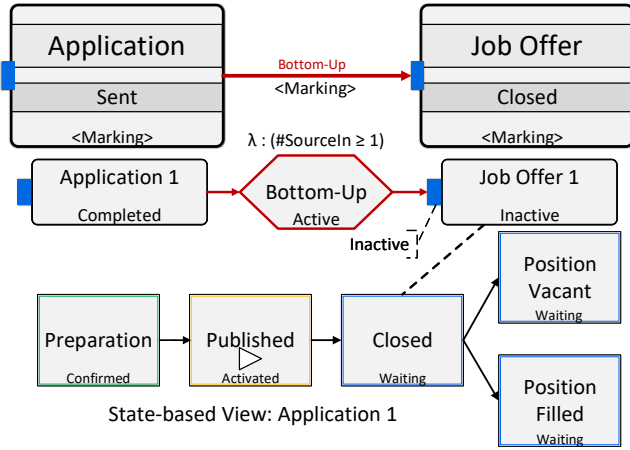 Application
Sent
<Marking>
Bottom-Up
<Marking>
Job Offer
Closed
<Marking>
λ : (#SourceIn ≥ 1)
Application 1
Completed
Bottom-Up
Active
Job Offer 1
Inactive
Inactive
Preparation
Confirmed
Published
Activated
Closed
Waiting
Position
Vacant
Waiting
Position
Filled
Waiting
State-based View: Application 1